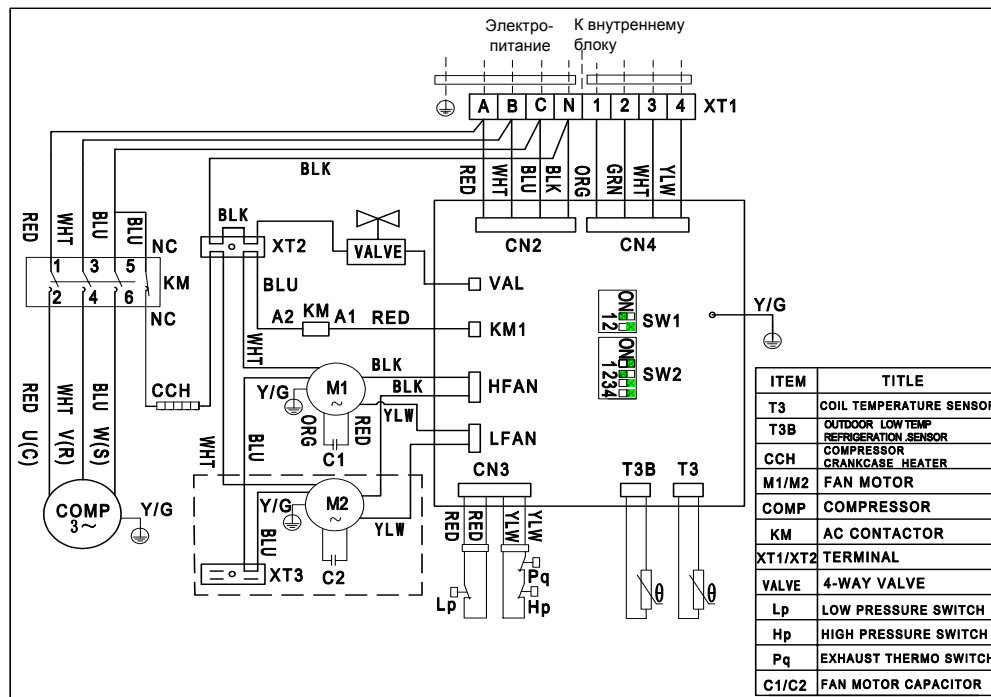 Электро-
питание
К внутреннему
блоку
A B C N 1 2 3 4 XT1
BLK
RED
WHT
BLU
BLK
ORG
GRN
WHT
YLW
RED
WHT
BLU
BLU
NC
1 3 5
KM
2 4 6
NC
BLK
XT2
VALVE
BLU
A2 KM A1 RED
WHT
CN2
CN4
VAL
KM1
HFAN
LFAN
ON
1 2
SW1
ON
1 2 3 4
SW2
Y/G
CCH
RED U(C)
WHT V(R)
BLU W(S)
COMP
3~
Y/G
WHT
BLU
Y/G
M1
~
BLK
BLK
YLW
ORG
RED
C1
Y/G
M2
~
YLW
BLU
C2
XT3
CN3
RED
RED
YLW
YLW
Lp
Pq
Hp
T3B
T3
θ
θ
ITEM TITLE
T3 COIL TEMPERATURE SENSOR
T3B OUTDOOR LOW TEMP
REFRIGERATION .SENSOR
CCH COMPRESSOR
CRANKCASE HEATER
M1/M2 FAN MOTOR
COMP COMPRESSOR
KM AC CONTACTOR
XT1/XT2 TERMINAL
VALVE 4-WAY VALVE
Lp LOW PRESSURE SWITCH
Hp HIGH PRESSURE SWITCH
Pq EXHAUST THERMO SWITCH
C1/C2 FAN MOTOR CAPACITOR